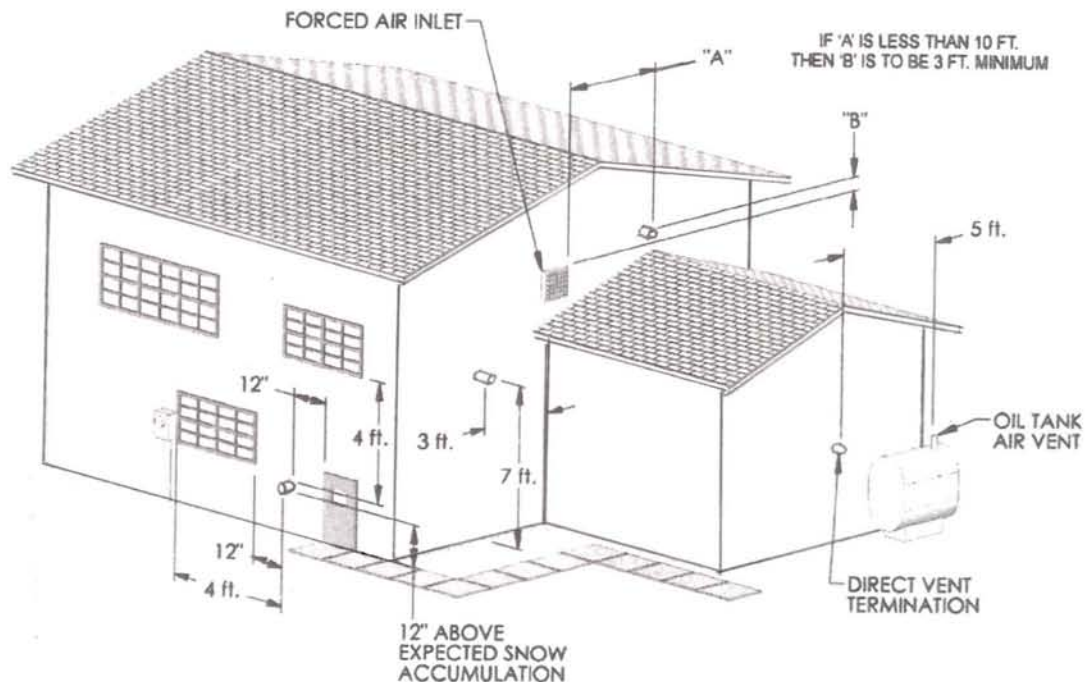 FORCED AIR INLET
"A"
IF 'A' IS LESS THAN 10 FT.
THEN 'B' IS TO BE 3 FT. MINIMUM
"B"
5 ft.
12"
4 ft.
3 ft.
7 ft.
OIL TANK
AIR VENT
12"
4 ft.
DIRECT VENT
TERMINATION
12" ABOVE
EXPECTED SNOW
ACCUMULATION